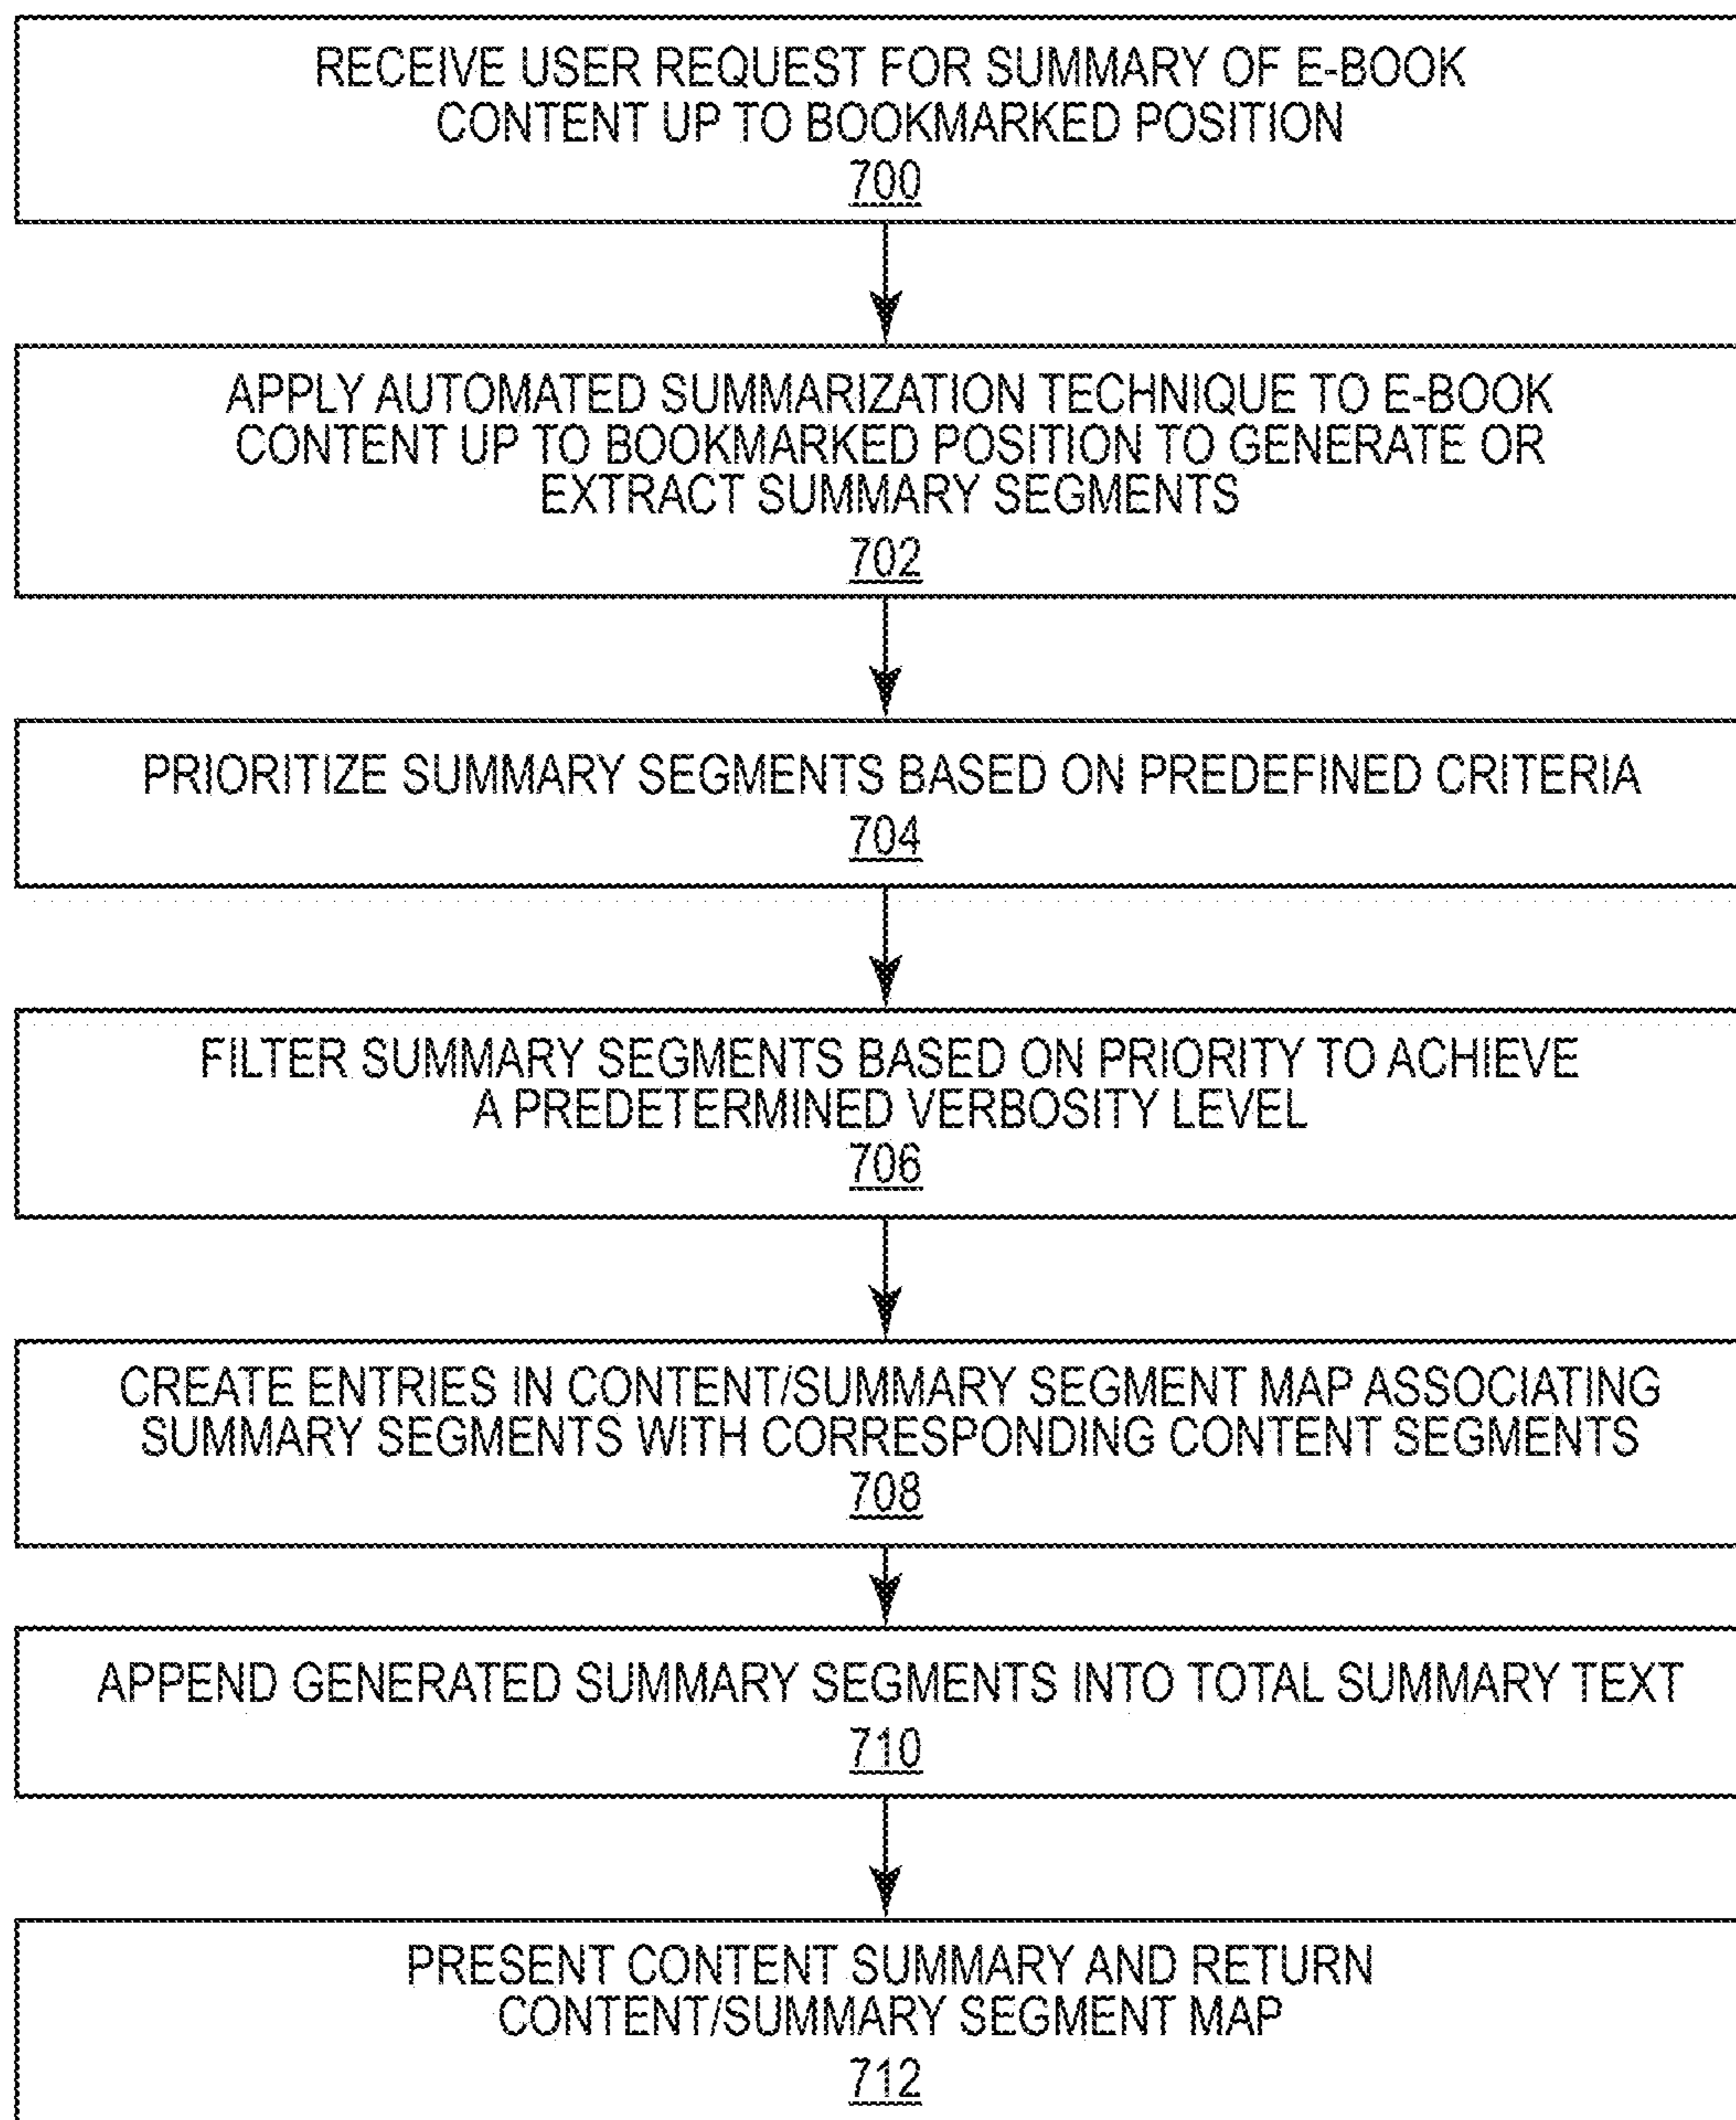 RECEIVE USER REQUEST FOR SUMMARY OF E-BOOK
CONTENT UP TO BOOKMARKED POSITION
700
APPLY AUTOMATED SUMMARIZATION TECHNIQUE TO E-BOOK
CONTENT UP TO BOOKMARKED POSITION TO GENERATE OR
EXTRACT SUMMARY SEGMENTS
702
PRIORITIZE SUMMARY SEGMENTS BASED ON PREDEFINED CRITERIA
704
FILTER SUMMARY SEGMENTS BASED ON PRIORITY TO ACHIEVE
A PREDETERMINED VERBOSITY LEVEL
706
CREATE ENTRIES IN CONTENT/SUMMARY SEGMENT MAP ASSOCIATING
SUMMARY SEGMENTS WITH CORRESPONDING CONTENT SEGMENTS
708
APPEND GENERATED SUMMARY SEGMENTS INTO TOTAL SUMMARY TEXT
710
PRESENT CONTENT SUMMARY AND RETURN
CONTENT/SUMMARY SEGMENT MAP
712